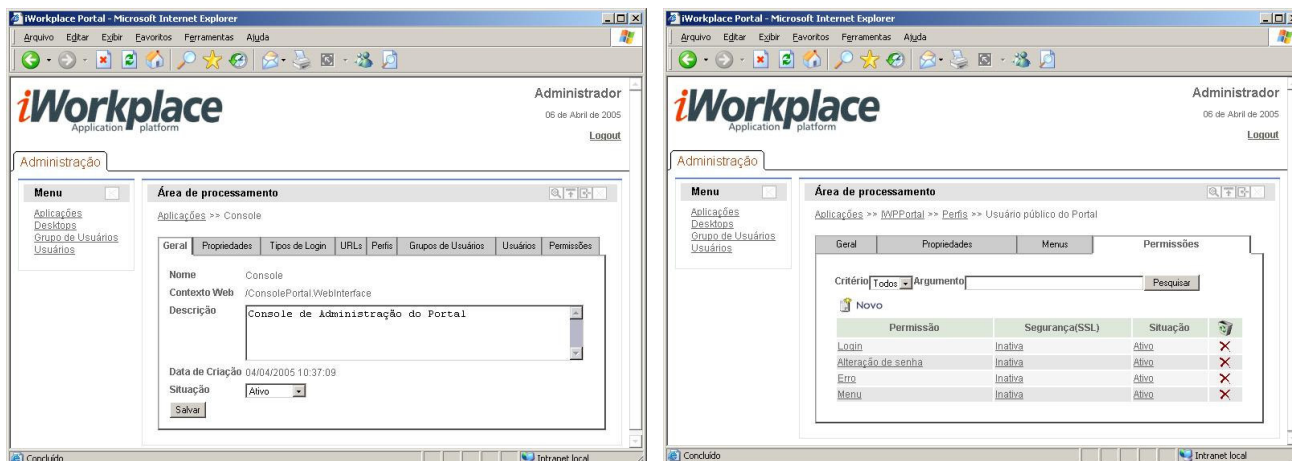 iWorkplace Portal - Microsoft Internet Explorer
Arquivo Editar Exibir Favoritos Ferramentas Ajuda
iWorkplace
Application platform
Administrador
06 de Abril de 2005
Logout
Administração
Menu
Aplicações
Desktops
Grupo de Usuários
Usuários
Área de processamento
Aplicações >> Console
Geral Propriedades Tipos de Login URLs Perfis Grupos de Usuários Usuários Permissões
Nome Console
Contexto Web /ConsolePortal.WebInterface
Descrição Console de Administração do Portal
Data de Criação 04/04/2005 10:37:09
Situação Ativo
Salvar
Concluído Intranet local
iWorkplace Portal - Microsoft Internet Explorer
Arquivo Editar Exibir Favoritos Ferramentas Ajuda
iWorkplace
Application platform
Administrador
06 de Abril de 2005
Logout
Administração
Menu
Aplicações
Desktops
Grupo de Usuários
Usuários
Área de processamento
Aplicações >> IWPPortal >> Perfis >> Usuário público do Portal
Geral Propriedades Menus Permissões
Critério Todos Argumento Pesquisar
Novo
Permissão Segurança(SSL) Situação
Login Inativa Ativo
Alteração de senha Inativa Ativo
Erro Inativa Ativo
Menu Inativa Ativo
Concluído Intranet local